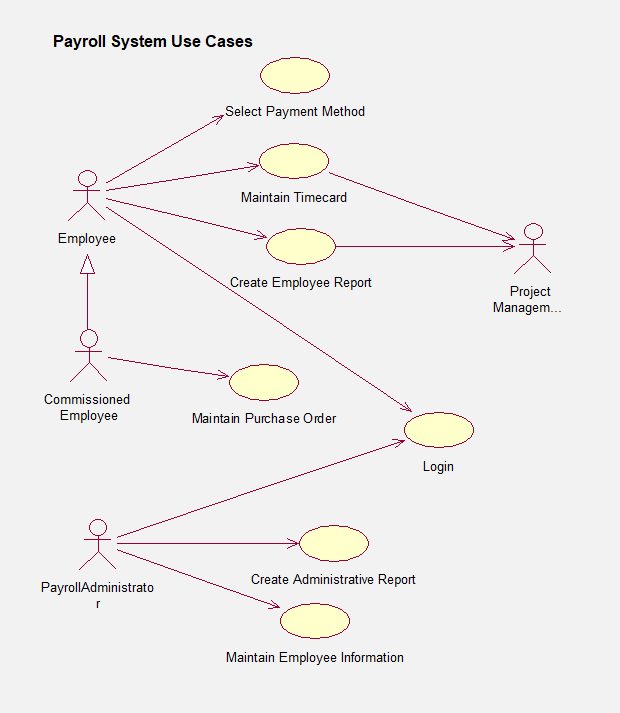 Payroll System Use Cases
Select Payment Method
Maintain Timecard
Employee
Create Employee Report
Project
Managem...
Commissioned
Employee
Maintain Purchase Order
Login
PayrollAdministrato
r
Create Administrative Report
Maintain Employee Information